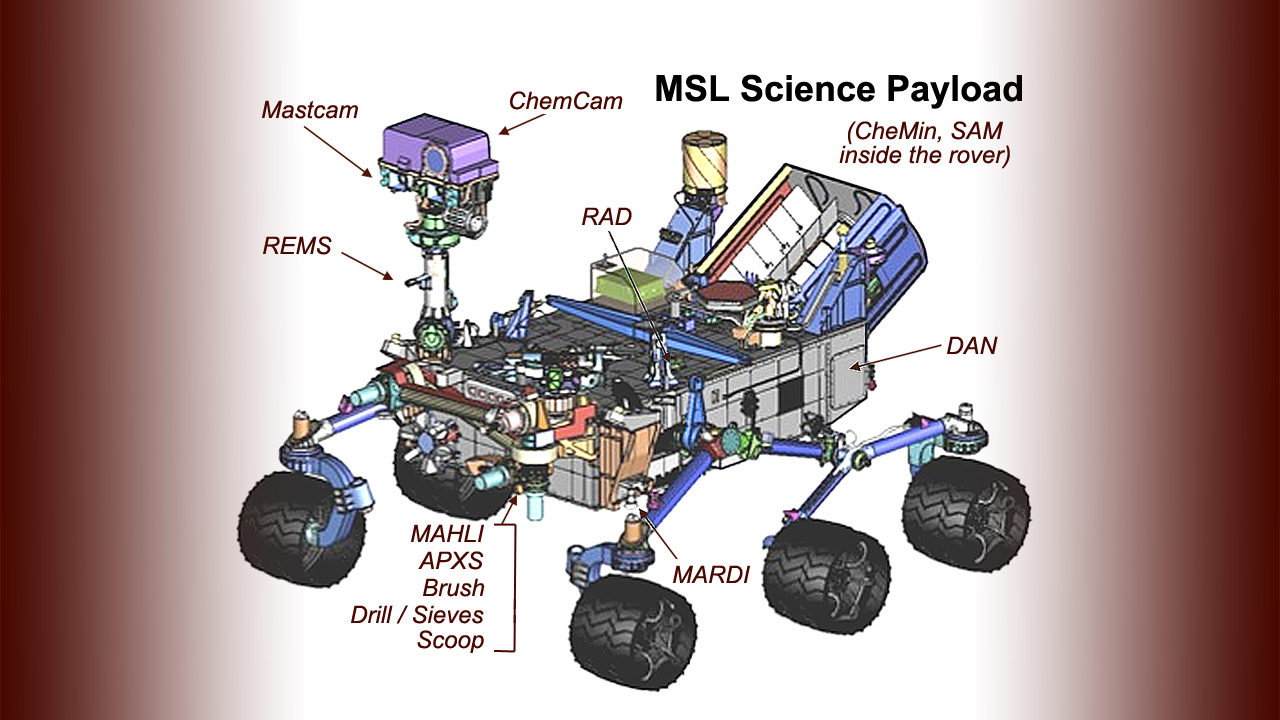 MSL Science Payload
(CheMin, SAM
inside the rover)
Mastcam
ChemCam
RAD
REMS
DAN
MAHLI
APXS
Brush
Drill / Sieves
Scoop
MARDI